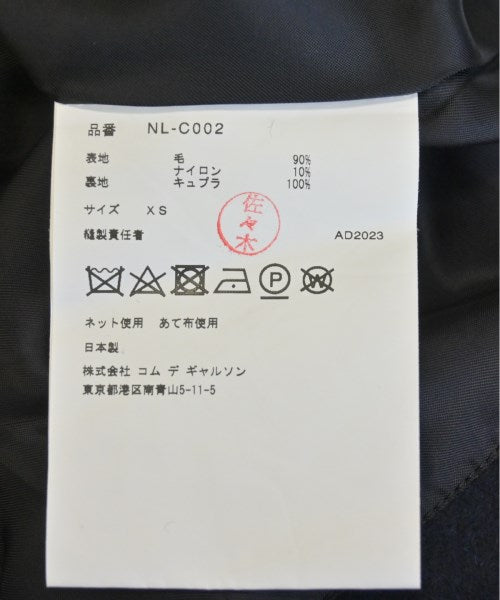 品番 NL-C002
表地 毛 90%
ナイロン 10%
裏地 キュプラ 100%
サイズ XS
佐々木
縫製責任者 AD2023
P W
ネット使用 あて布使用
日本製
株式会社 コム デ ギャルソン
東京都港区南青山5-11-5